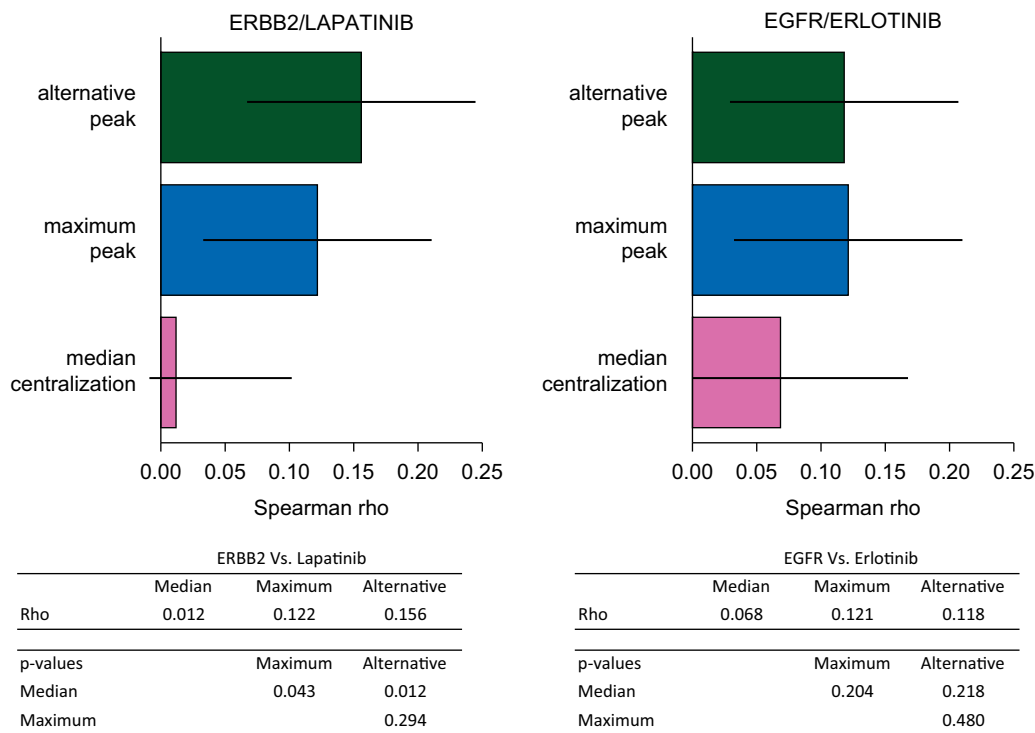 ERBB2/LAPATINIB
alternative
peak
maximum
peak
median
centralization
0.00 0.05 0.10 0.15 0.20 0.25
Spearman rho
EGFR/ERLOTINIB
alternative
peak
maximum
peak
median
centralization
0.00 0.05 0.10 0.15 0.20 0.25
Spearman rho
ERBB2 Vs. Lapatinib
Median Maximum Alternative
Rho 0.012 0.122 0.156
p-values Maximum Alternative
Median 0.043 0.012
Maximum 0.294
EGFR Vs. Erlotinib
Median Maximum Alternative
Rho 0.068 0.121 0.118
p-values Maximum Alternative
Median 0.204 0.218
Maximum 0.480